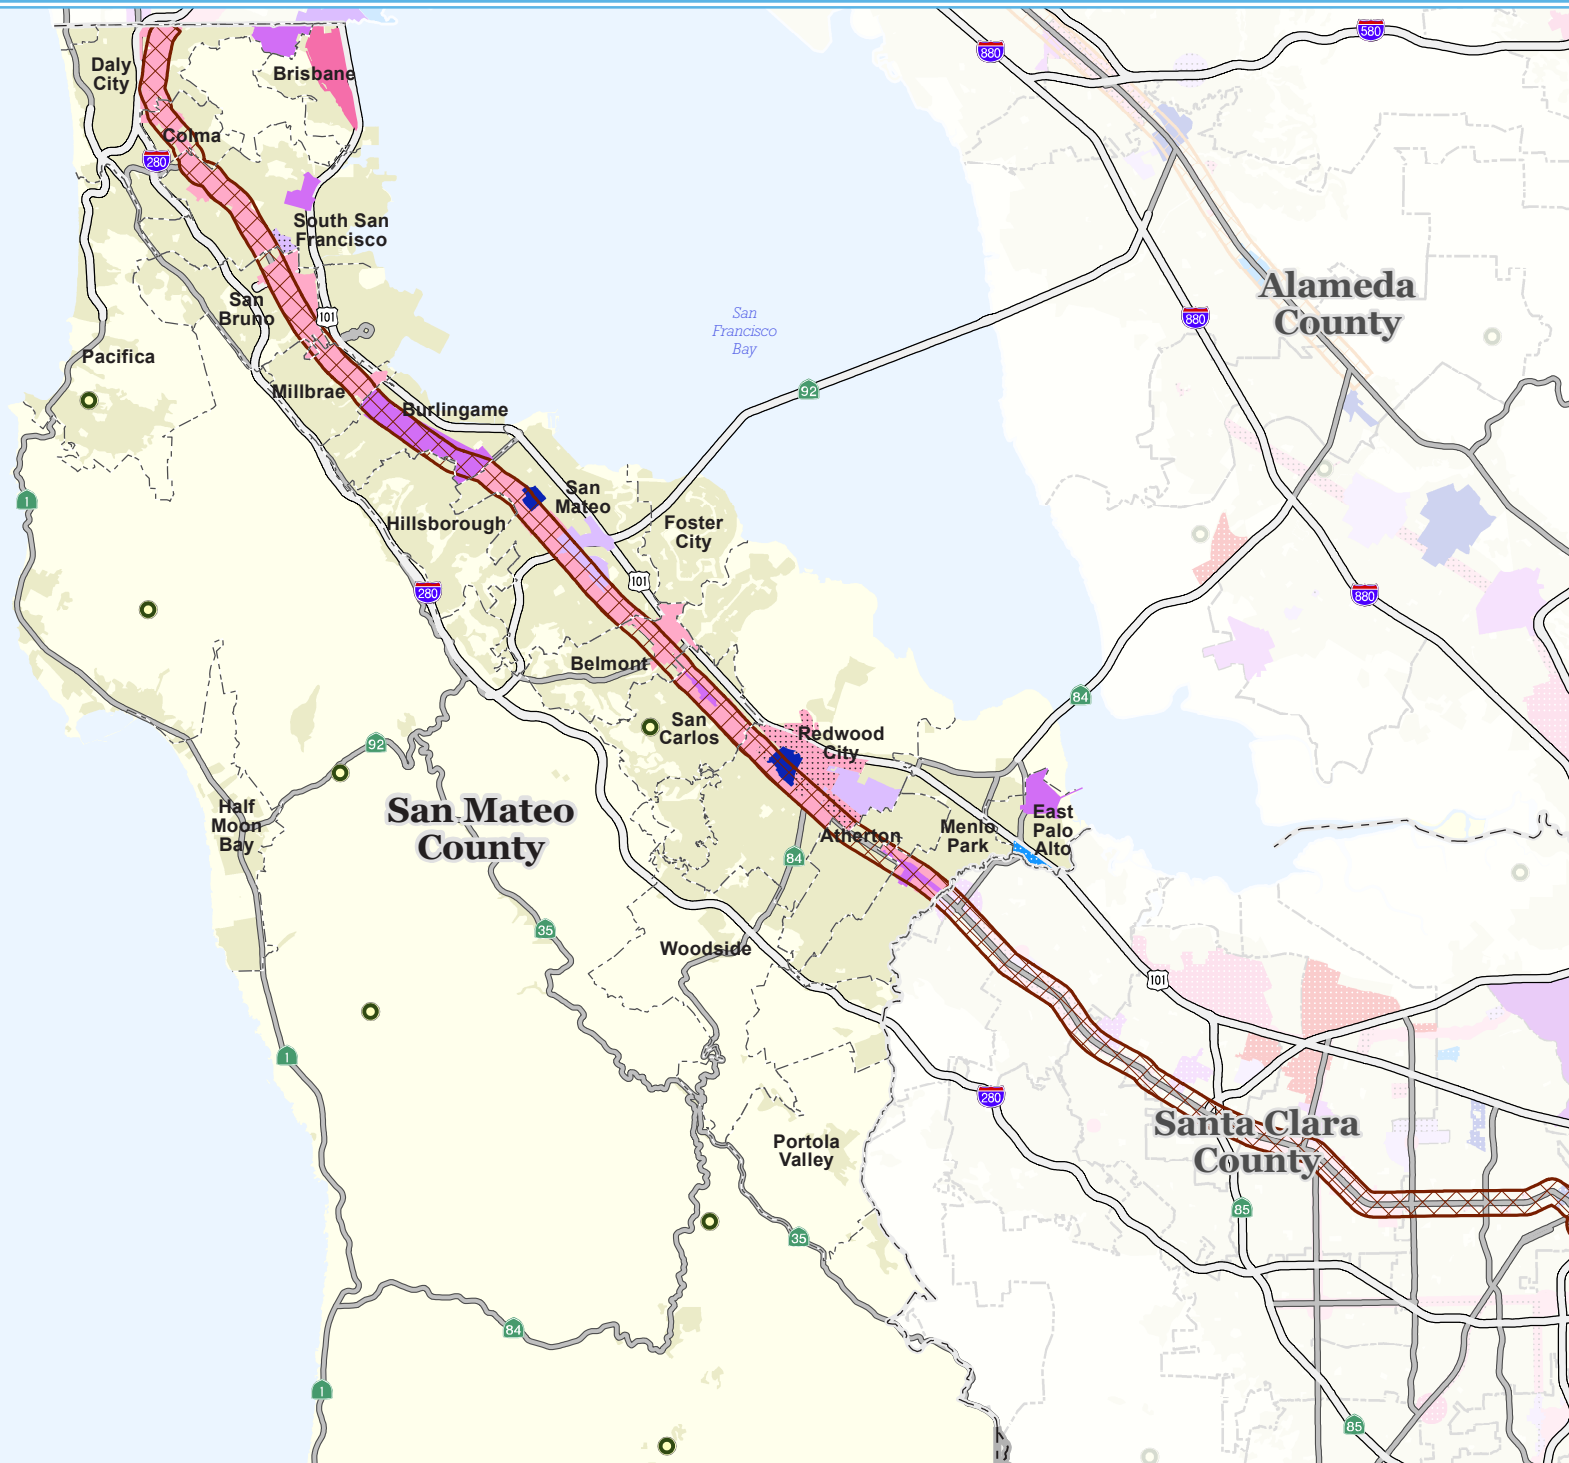 580
880
Daly
City
Brisbane
Colma
280
South San
Francisco
Alameda
County
San
Bruno
101
San
Francisco
Bay
880
Pacifica
Millbrae
92
Burlingame
1
San
Mateo
Hillsborough
Foster
City
101
280
880
Belmont
84
San
Carlos
Redwood
City
92
Half
Moon
Bay
San Mateo
County
East
Palo
Alto
Menlo
Park
Atherton
84
35
Woodside
101
1
280
Santa Clara
County
Portola
Valley
85
35
84
1
85